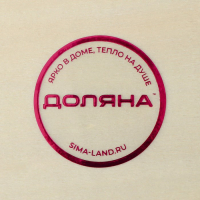 ЯРКО В ДОМЕ, ТЕПЛО НА ДУШЕ
ДОЛЯНА
SIMA-LAND.RU